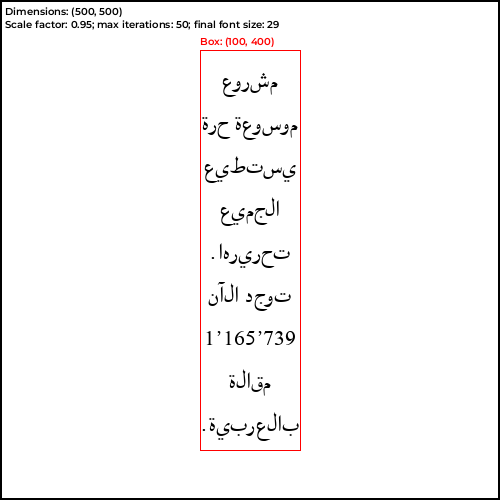 Dimensions: (500, 500)
Scale factor: 0.95; max iterations: 50; final font size: 29
Box: (100, 400)
مشروع
موسوعة حرة
يستطيع
الجميع
تحريرها.
توجد الآن
1’165’739
مقالة
بالعربية.